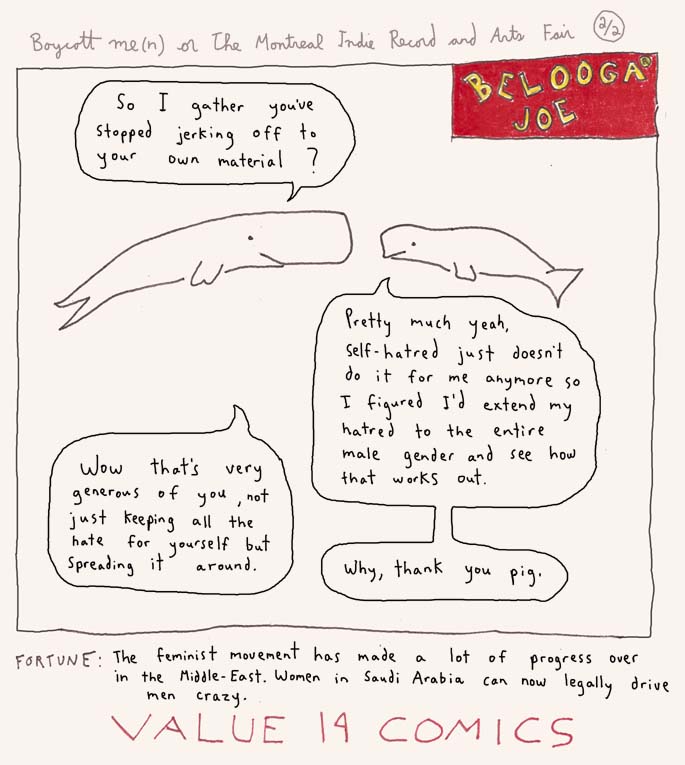 Boycott me(n) or The Montreal Indie Record and Arts Fair 2/2
BELOOGA
JOE
So I gather you've
stopped jerking off to
your own material ?
Pretty much yeah,
self-hatred just doesn't
do it for me anymore so
I figured I'd extend my
hatred to the entire
male gender and see how
that works out.
Wow that's very
generous of you, not
just keeping all the
hate for yourself but
spreading it around.
Why, thank you pig.
FORTUNE: The feminist movement has made a lot of progress over
in the Middle-East. Women in Saudi Arabia can now legally drive
men crazy.
VALUE 14 COMICS